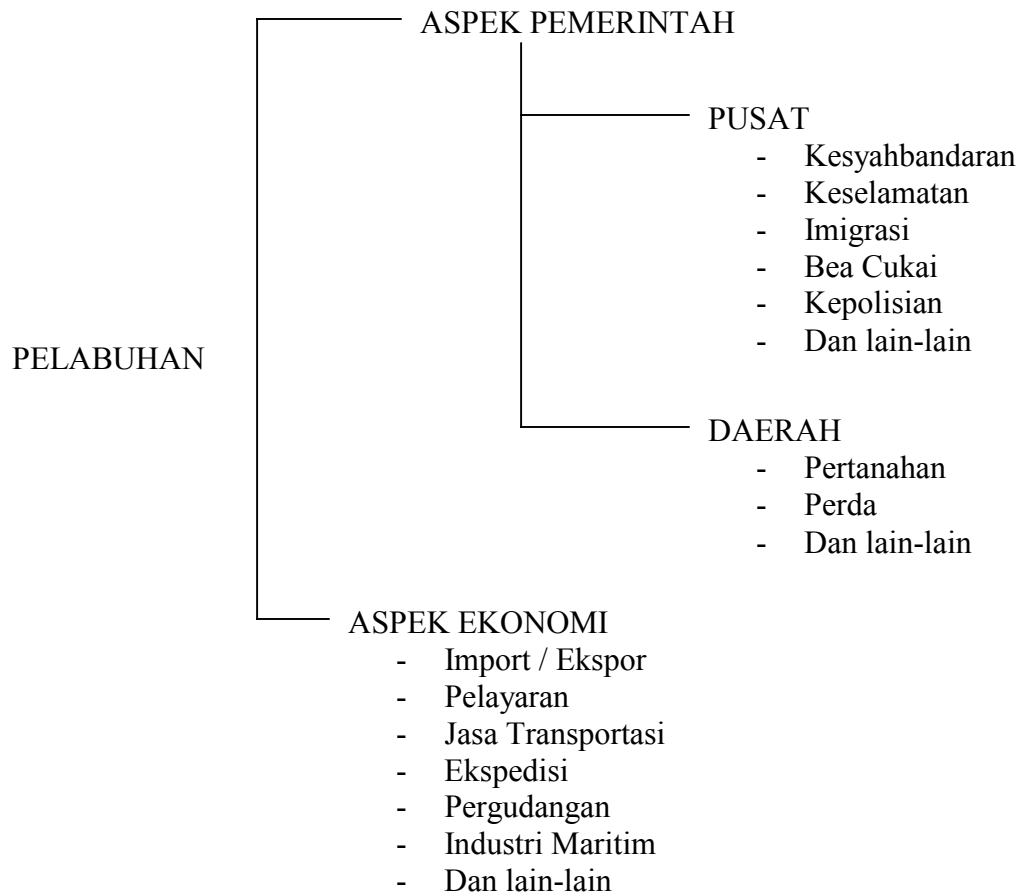 ASPEK PEMERINTAH
PUSAT
- Kesyahbandaran
- Keselamatan
- Imigrasi
- Bea Cukai
- Kepolisian
- Dan lain-lain
PELABUHAN
DAERAH
- Pertanahan
- Perda
- Dan lain-lain
ASPEK EKONOMI
- Import / Ekspor
- Pelayaran
- Jasa Transportasi
- Ekspedisi
- Pergudangan
- Industri Maritim
- Dan lain-lain